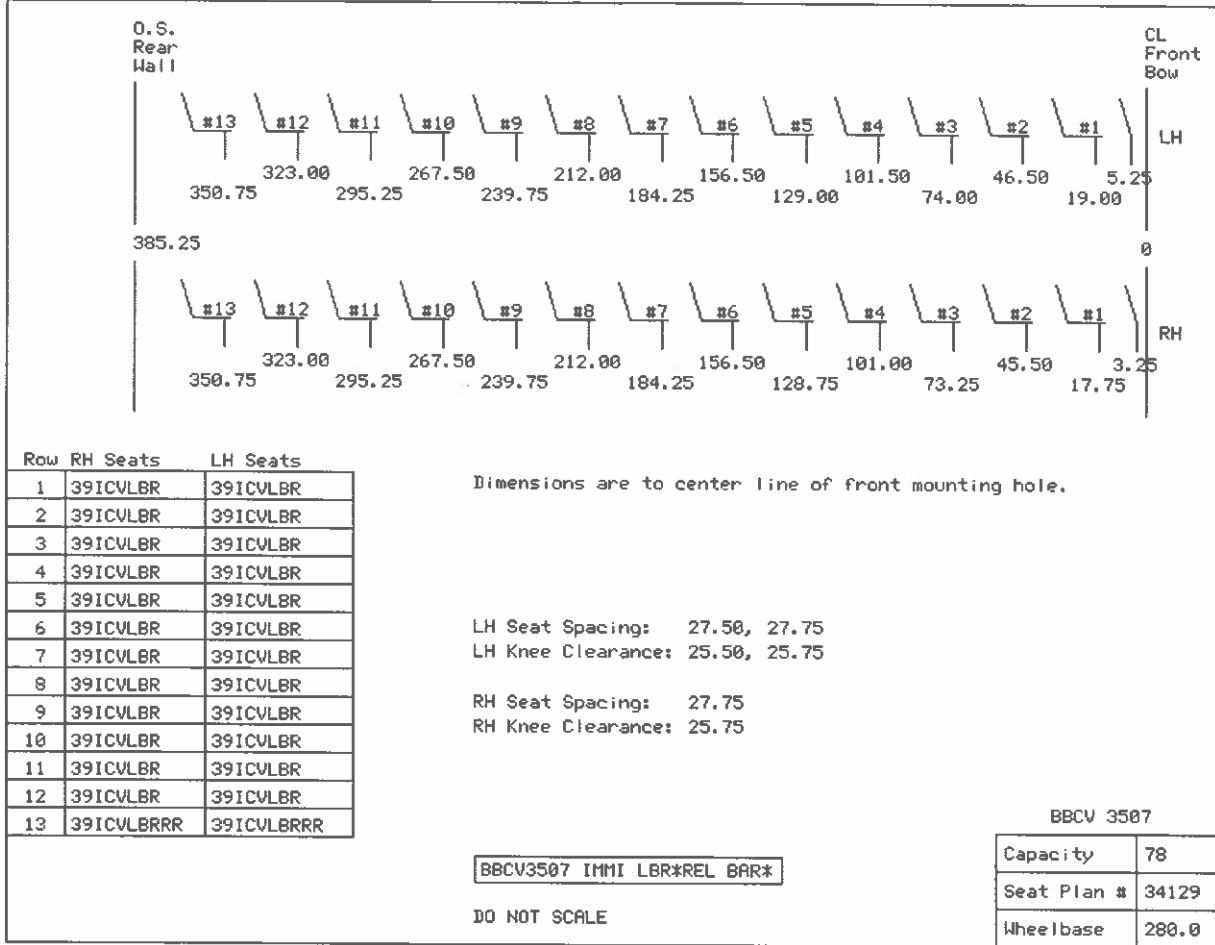 O.S.
Rear
Wall
CL
Front
Bow
#13 #12 #11 #10 #9 #8 #7 #6 #5 #4 #3 #2 #1 LH
323.00 267.50 212.00 156.50 101.50 46.50 5.25
350.75 295.25 239.75 184.25 129.00 74.00 19.00
385.25 0
#13 #12 #11 #10 #9 #8 #7 #6 #5 #4 #3 #2 #1 RH
323.00 267.50 212.00 156.50 101.00 45.50 3.25
350.75 295.25 239.75 184.25 128.75 73.25 17.75
Row RH Seats LH Seats
1 39ICVLBR 39ICVLBR
2 39ICVLBR 39ICVLBR
3 39ICVLBR 39ICVLBR
4 39ICVLBR 39ICVLBR
5 39ICVLBR 39ICVLBR
6 39ICVLBR 39ICVLBR
7 39ICVLBR 39ICVLBR
8 39ICVLBR 39ICVLBR
9 39ICVLBR 39ICVLBR
10 39ICVLBR 39ICVLBR
11 39ICVLBR 39ICVLBR
12 39ICVLBR 39ICVLBR
13 39ICVLBRRR 39ICVLBRRR
Dimensions are to center line of front mounting hole.
LH Seat Spacing: 27.50, 27.75
LH Knee Clearance: 25.50, 25.75
RH Seat Spacing: 27.75
RH Knee Clearance: 25.75
BBCV3507 IMMI LBR*REL BAR*
DO NOT SCALE
BBCV 3507
Capacity 78
Seat Plan # 34129
Wheelbase 280.0